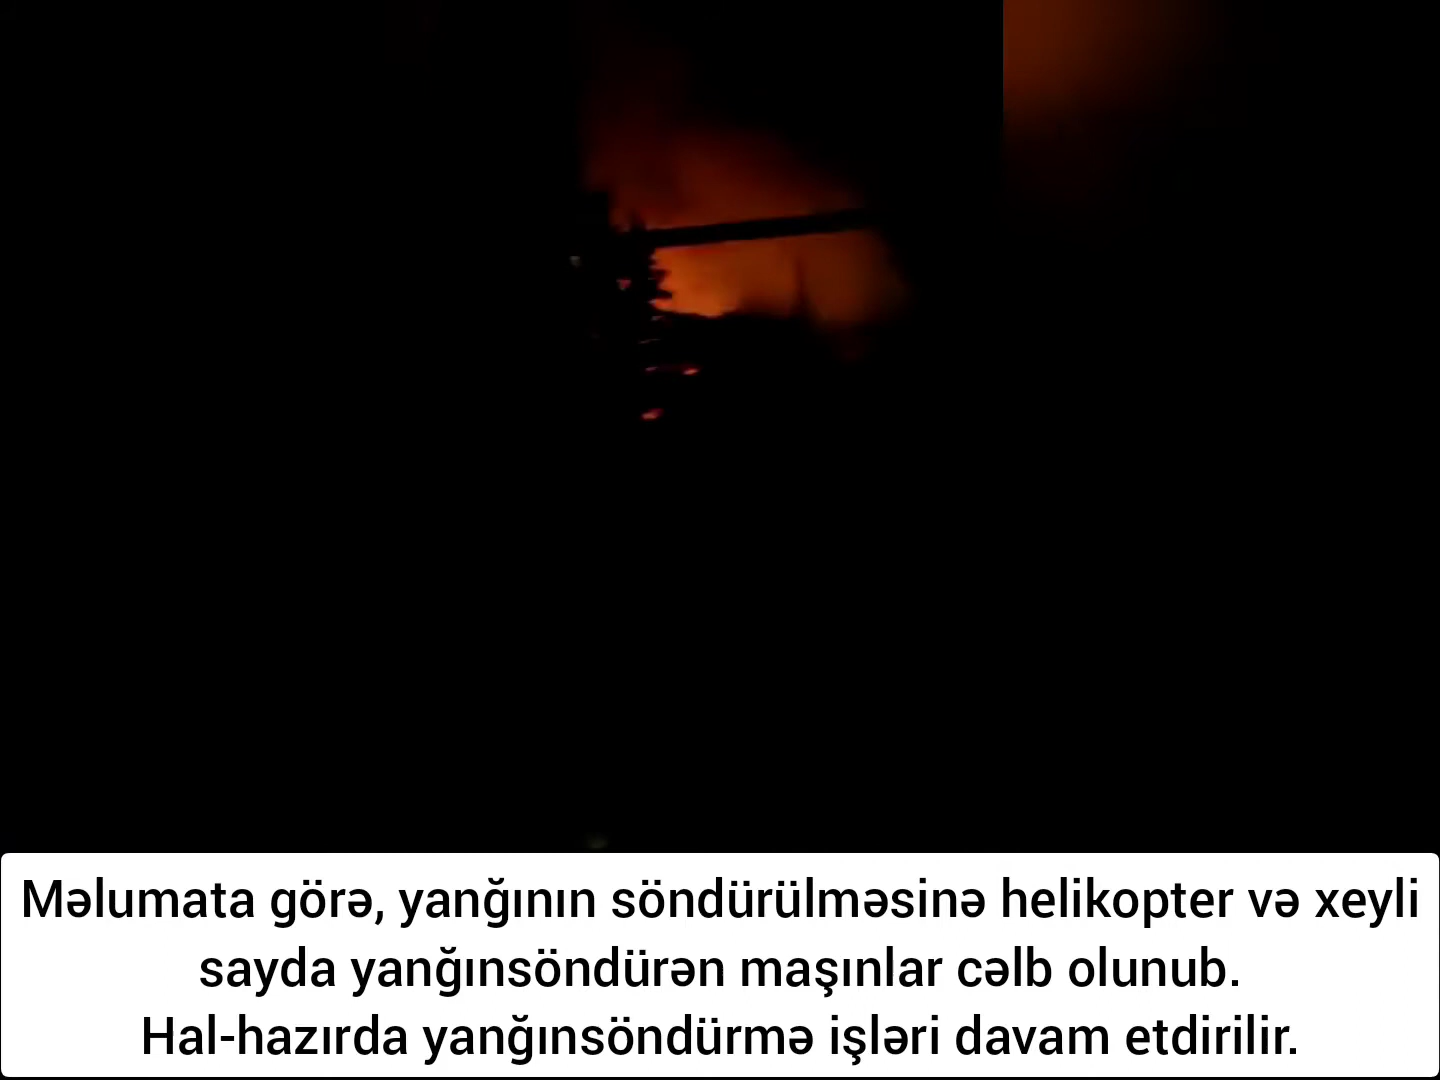 Məlumata görə, yanğının söndürülməsinə helikopter və xeyli
sayda yanğınsöndürən maşınlar cəlb olunub.
Hal-hazırda yanğınsöndürmə işləri davam etdirilir.